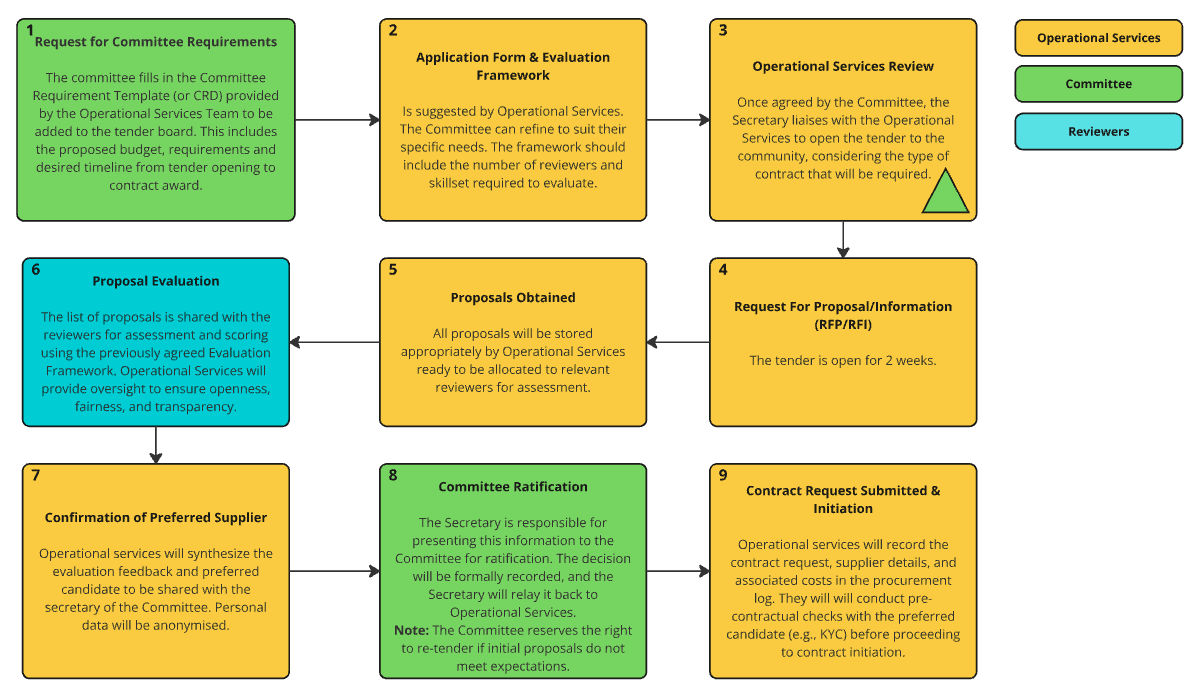 1
Request for Committee Requirements
The committee fills in the Committee
Requirement Template (or CRD) provided
by the Operational Services Team to be
added to the tender board. This includes
the proposed budget, requirements and
desired timeline from tender opening to
contract award.
2
Application Form & Evaluation
Framework
Is suggested by Operational Services.
The Committee can refine to suit their
specific needs. The framework should
include the number of reviewers and
skillset required to evaluate.
3
Operational Services Review
Once agreed by the Committee, the
Secretary liaises with the Operational
Services to open the tender to the
community, considering the type of
contract that will be required.
Operational Services
Committee
Reviewers
4
Request For Proposal/Information
(RFP/RFI)
The tender is open for 2 weeks.
5
Proposals Obtained
All proposals will be stored
appropriately by Operational Services
ready to be allocated to relevant
reviewers for assessment.
6
Proposal Evaluation
The list of proposals is shared with the
reviewers for assessment and scoring
using the previously agreed Evaluation
Framework. Operational Services will
provide oversight to ensure openness,
fairness, and transparency.
7
Confirmation of Preferred Supplier
Operational services will synthesize the
evaluation feedback and preferred
candidate to be shared with the
secretary of the Committee. Personal
data will be anonymised.
8
Committee Ratification
The Secretary is responsible for
presenting this information to the
Committee for ratification. The decision
will be formally recorded, and the
Secretary will relay it back to
Operational Services.
Note: The Committee reserves the right
to re-tender if initial proposals do not
meet expectations.
9
Contract Request Submitted &
Initiation
Operational services will record the
contract request, supplier details, and
associated costs in the procurement
log. They will will conduct pre-
contractual checks with the preferred
candidate (e.g., KYC) before proceeding
to contract initiation.